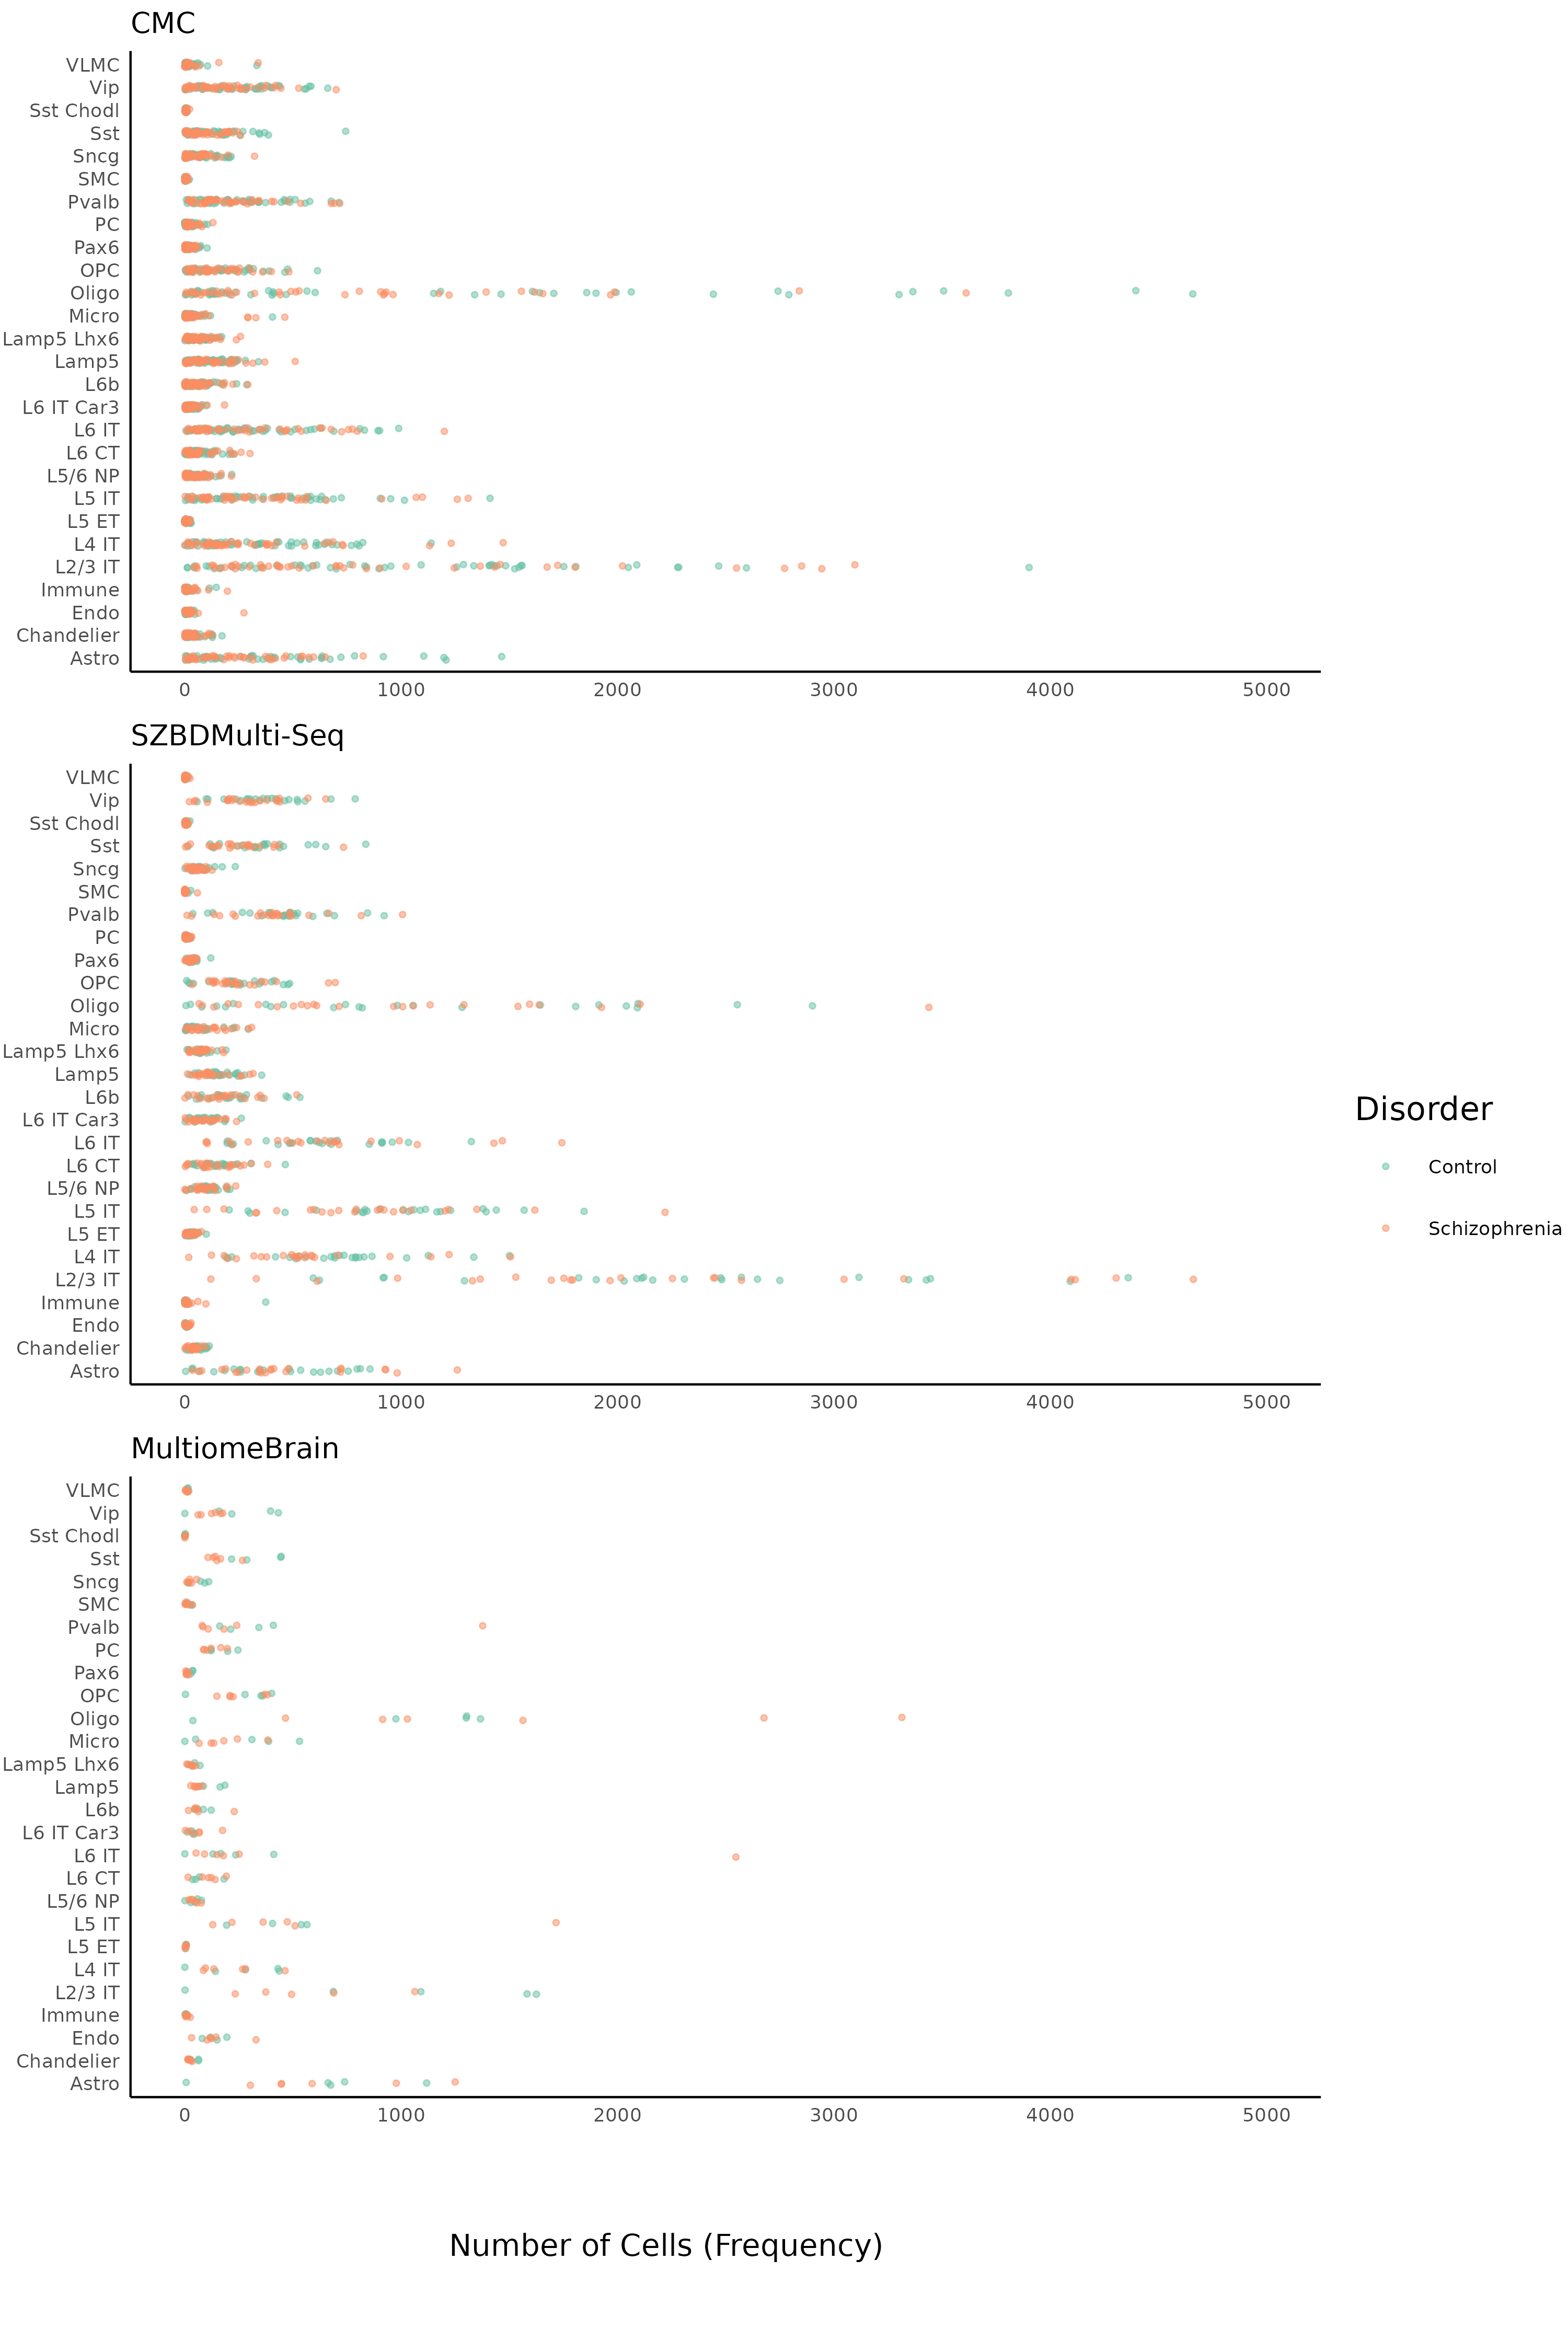 CMC
VLMC
Vip
Sst Chodl
Sst
Sncg
SMC
Pvalb
PC
Pax6
OPC
Oligo
Micro
Lamp5 Lhx6
Lamp5
L6b
L6 IT Car3
L6 IT
L6 CT
L5/6 NP
L5 IT
L5 ET
L4 IT
L2/3 IT
Immune
Endo
Chandelier
Astro
0 1000 2000 3000 4000 5000
SZBDMulti-Seq
VLMC
Vip
Sst Chodl
Sst
Sncg
SMC
Pvalb
PC
Pax6
OPC
Oligo
Micro
Lamp5 Lhx6
Lamp5
L6b
L6 IT Car3
L6 IT
L6 CT
L5/6 NP
L5 IT
L5 ET
L4 IT
L2/3 IT
Immune
Endo
Chandelier
Astro
0 1000 2000 3000 4000 5000
Disorder
Control
Schizophrenia
MultiomeBrain
VLMC
Vip
Sst Chodl
Sst
Sncg
SMC
Pvalb
PC
Pax6
OPC
Oligo
Micro
Lamp5 Lhx6
Lamp5
L6b
L6 IT Car3
L6 IT
L6 CT
L5/6 NP
L5 IT
L5 ET
L4 IT
L2/3 IT
Immune
Endo
Chandelier
Astro
0 1000 2000 3000 4000 5000
Number of Cells (Frequency)